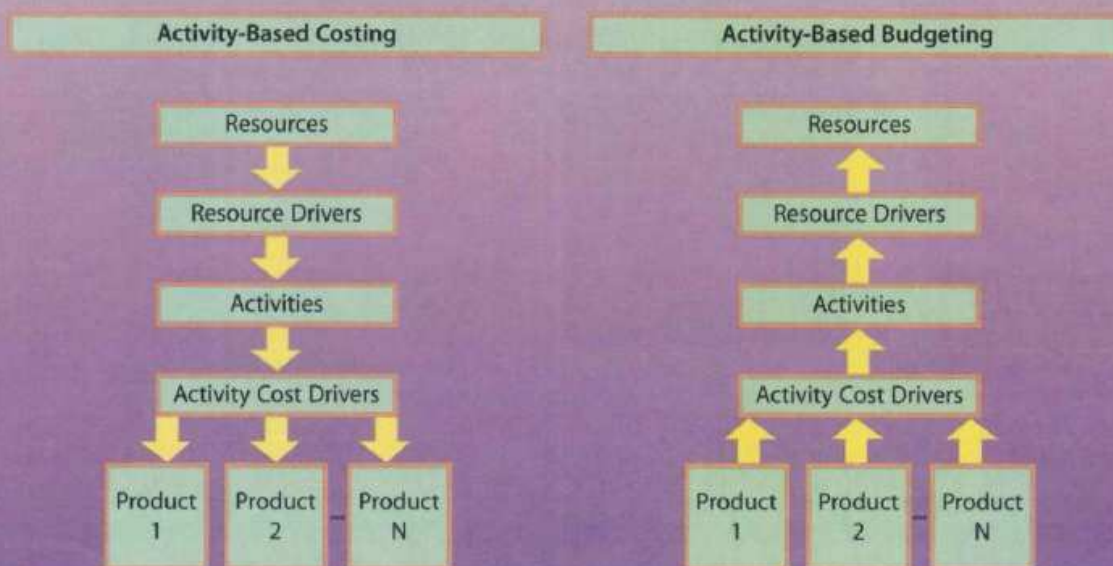 Activity-Based Costing
Resources
Resource Drivers
Activities
Activity Cost Drivers
Product
1
Product
2
–
Product
N
Activity-Based Budgeting
Resources
Resource Drivers
Activities
Activity Cost Drivers
Product
1
Product
2
–
Product
N